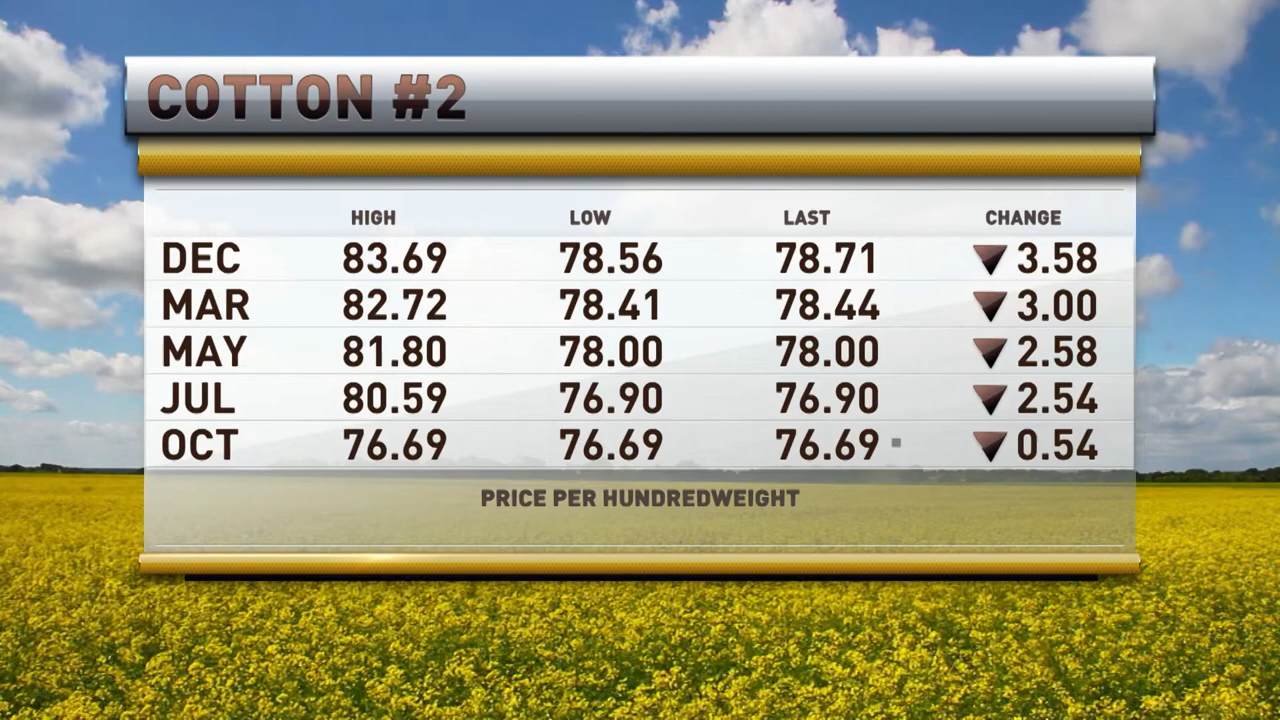 COTTON #2
HIGH LOW LAST CHANGE
DEC 83.69 78.56 78.71 ▼ 3.58
MAR 82.72 78.41 78.44 ▼ 3.00
MAY 81.80 78.00 78.00 ▼ 2.58
JUL 80.59 76.90 76.90 ▼ 2.54
OCT 76.69 76.69 76.69 ▼ 0.54
PRICE PER HUNDREDWEIGHT